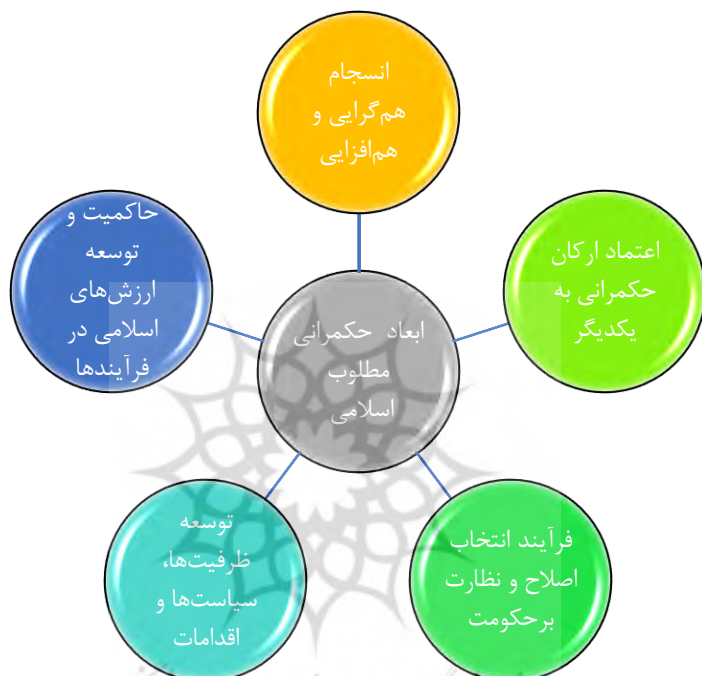 انسجام
هم‌گرایی و
هم‌افزایی
اعتماد ارکان
حکمرانی به
یکدیگر
فرآیند انتخاب
اصلاح و نظارت
برحکومت
توسعه
ظرفیت‌ها،
سیاست‌ها و
اقدامات
حاکمیت و
توسعه
ارزش‌های
اسلامی در
فرآیندها
ابعاد حکمرانی
مطلوب
اسلامی